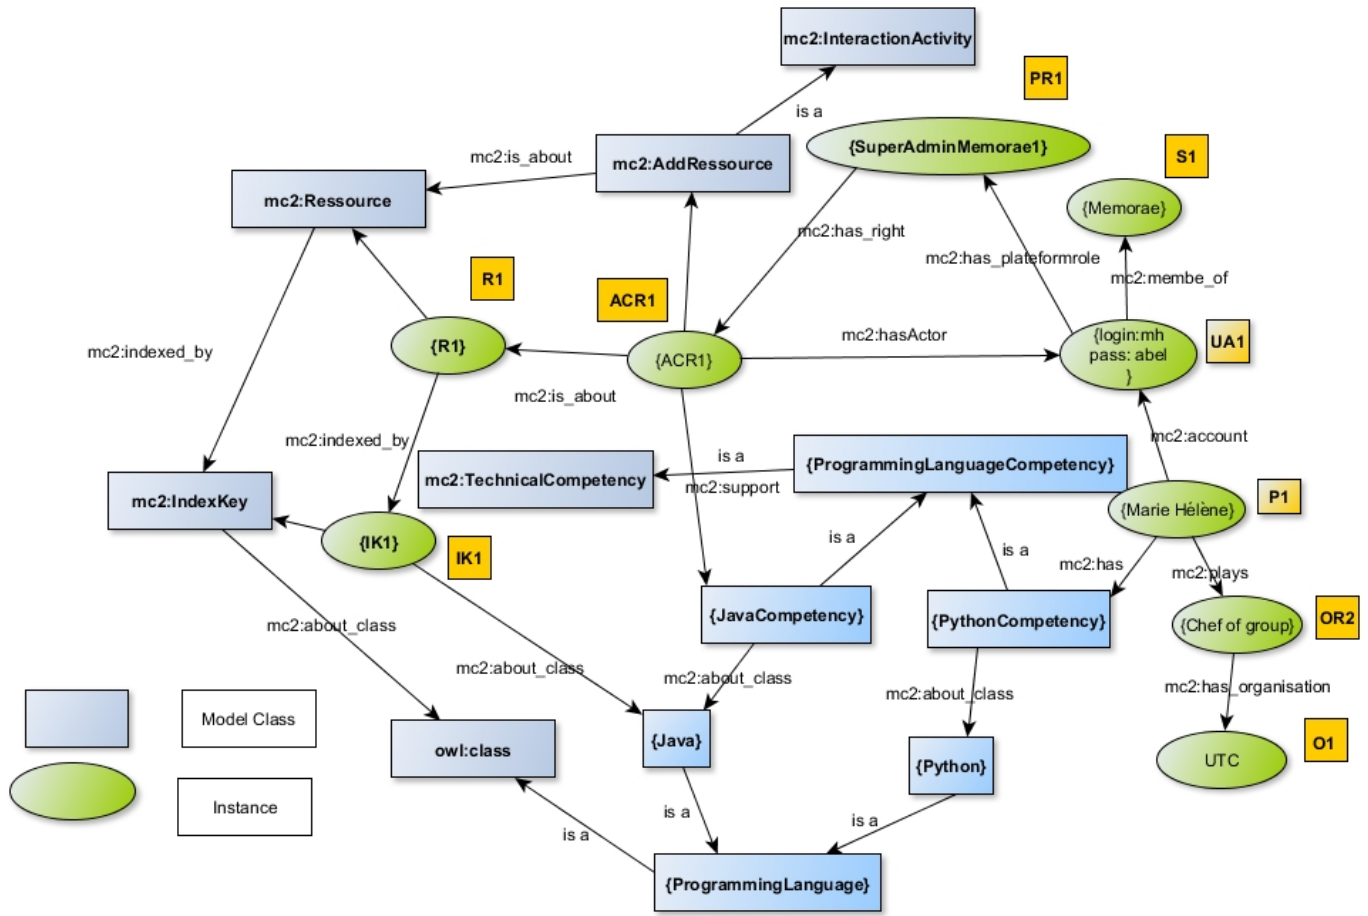 mc2:InteractionActivity
PR1
is a
{SuperAdminMemorae1}
S1
mc2:is_about
mc2:AddRessource
mc2:Ressource
{Memorae}
mc2:has_right
mc2:has_plateformrole
mc2:membe_of
R1
ACR1
mc2:indexed_by
{R1}
{ACR1}
mc2:hasActor
{login:mh
pass: abel
}
UA1
mc2:is_about
mc2:indexed_by
mc2:account
is a
{ProgrammingLanguageCompetency}
mc2:TechnicalCompetency
mc2:support
mc2:IndexKey
{Marie Hélène}
P1
{IK1}
IK1
is a
is a
mc2:has
mc2:plays
mc2:about_class
{JavaCompetency}
{PythonCompetency}
{Chef of group}
OR2
mc2:about_class
mc2:about_class
mc2:about_class
mc2:has_organisation
Model Class
owl:class
{Java}
{Python}
UTC
O1
Instance
is a
is a
is a
{ProgrammingLanguage}